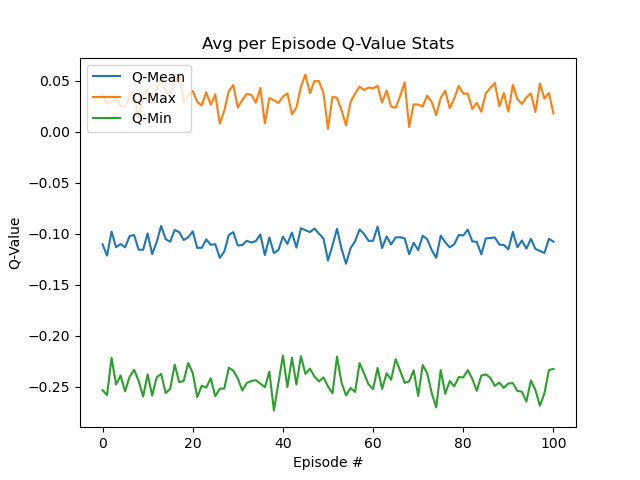 Avg per Episode Q-Value Stats
Q-Mean
Q-Max
Q-Min
0.05
0.00
−0.05
−0.10
−0.15
−0.20
−0.25
Q-Value
0 20 40 60 80 100
Episode #